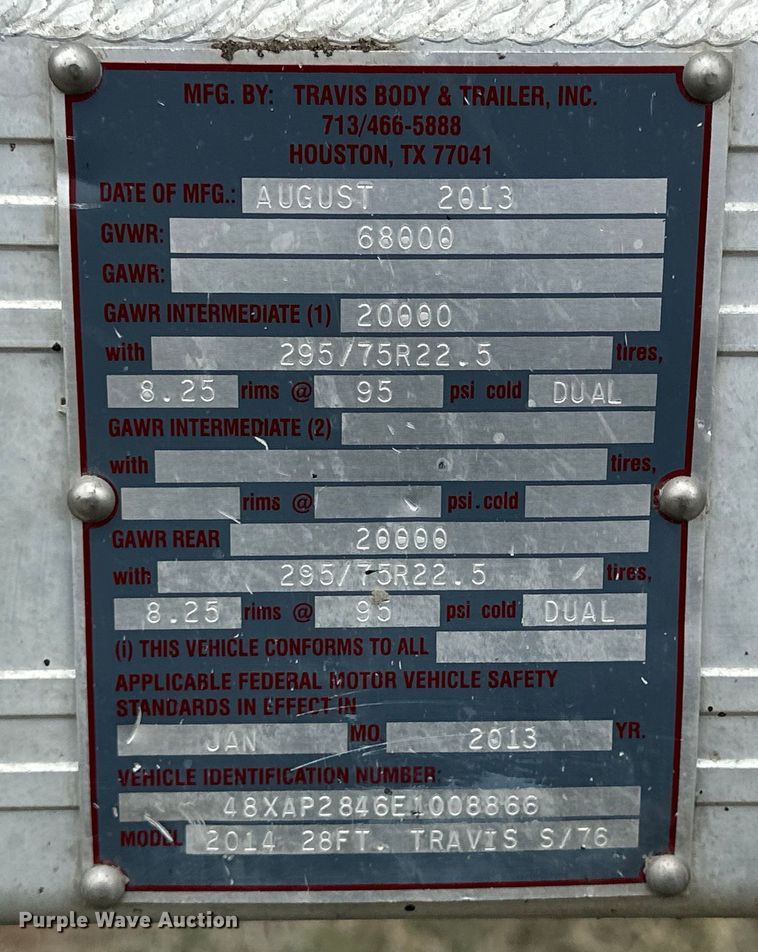 MFG. BY: TRAVIS BODY & TRAILER, INC.
713/466-5888
HOUSTON, TX 77041
DATE OF MFG.: AUGUST 2013
GVWR: 68000
GAWR:
GAWR INTERMEDIATE (1) 20000
with 295/75R22.5 tires,
8.25 rims @ 95 psi cold DUAL
GAWR INTERMEDIATE (2)
with tires,
rims @ psi.cold
GAWR REAR 20000
with 295/75R22.5 tires,
8.25 rims @ 95 psi cold DUAL
(i) THIS VEHICLE CONFORMS TO ALL
APPLICABLE FEDERAL MOTOR VEHICLE SAFETY
STANDARDS IN EFFECT IN
JAN MO. 2013 YR.
VEHICLE IDENTIFICATION NUMBER:
48XAP2846E1008866
MODEL 2014 28FT. TRAVIS S/76
Purple Wave Auction